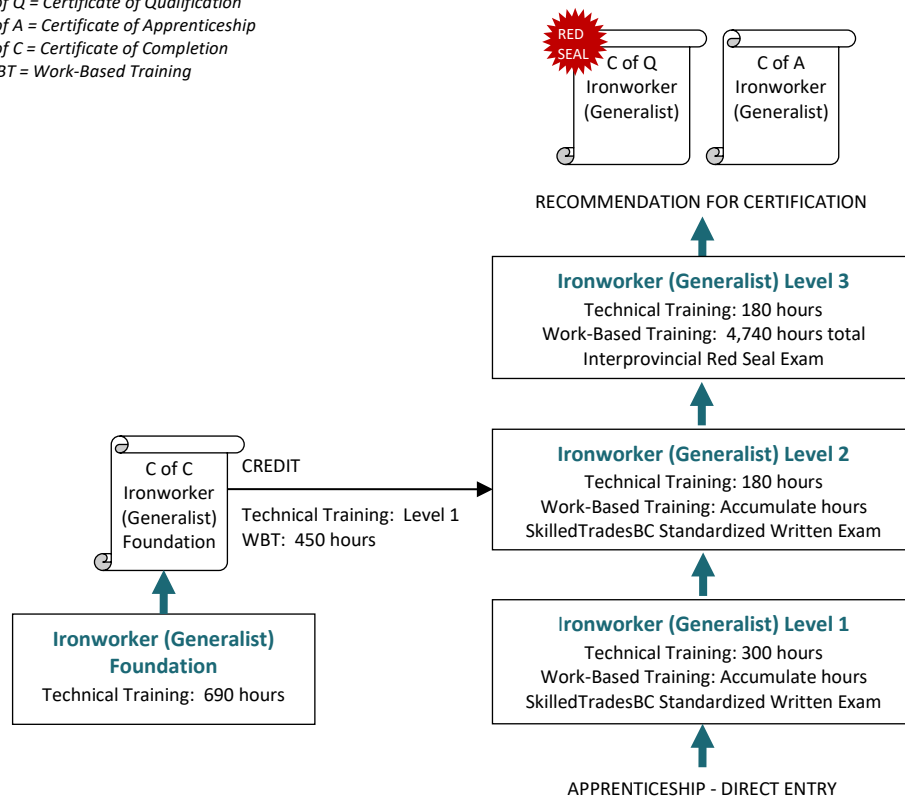 of Q = Certificate of Qualification
of A = Certificate of Apprenticeship
of C = Certificate of Completion
BT = Work-Based Training
RED
SEAL
C of Q
Ironworker
(Generalist)
C of A
Ironworker
(Generalist)
RECOMMENDATION FOR CERTIFICATION
Ironworker (Generalist) Level 3
Technical Training: 180 hours
Work-Based Training: 4,740 hours total
Interprovincial Red Seal Exam
C of C
Ironworker
(Generalist)
Foundation
CREDIT
Technical Training: Level 1
WBT: 450 hours
Ironworker (Generalist) Level 2
Technical Training: 180 hours
Work-Based Training: Accumulate hours
SkilledTradesBC Standardized Written Exam
Ironworker (Generalist)
Foundation
Technical Training: 690 hours
Ironworker (Generalist) Level 1
Technical Training: 300 hours
Work-Based Training: Accumulate hours
SkilledTradesBC Standardized Written Exam
APPRENTICESHIP - DIRECT ENTRY